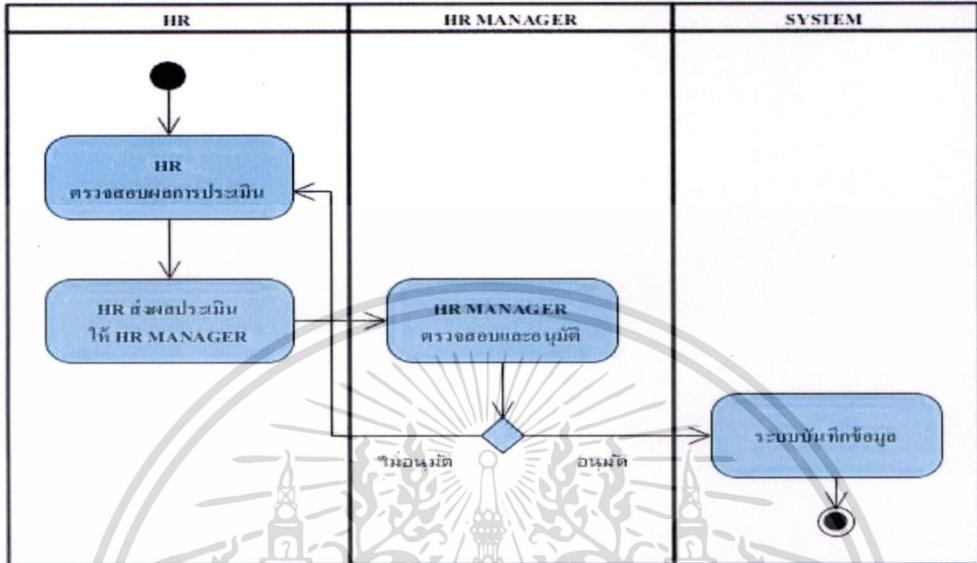 HR
HR MANAGER
SYSTEM
HR
ตรวจสอบผลการประเมิน
HR ส่งผลประเมิน
ให้ HR MANAGER
HR MANAGER
ตรวจสอบและอนุมัติ
ไม่อนุมัติ
อนุมัติ
ระบบบันทึกข้อมูล